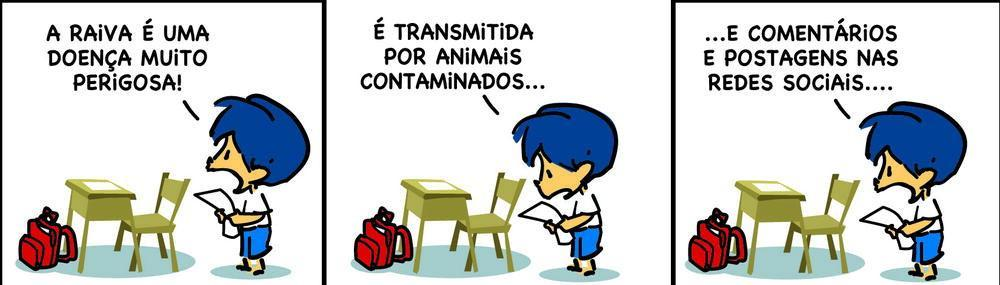 A RAIVA É UMA
DOENÇA MUITO
PERIGOSA!
É TRANSMITIDA
POR ANIMAIS
CONTAMINADOS...
...E COMENTÁRIOS
E POSTAGENS NAS
REDES SOCIAIS....